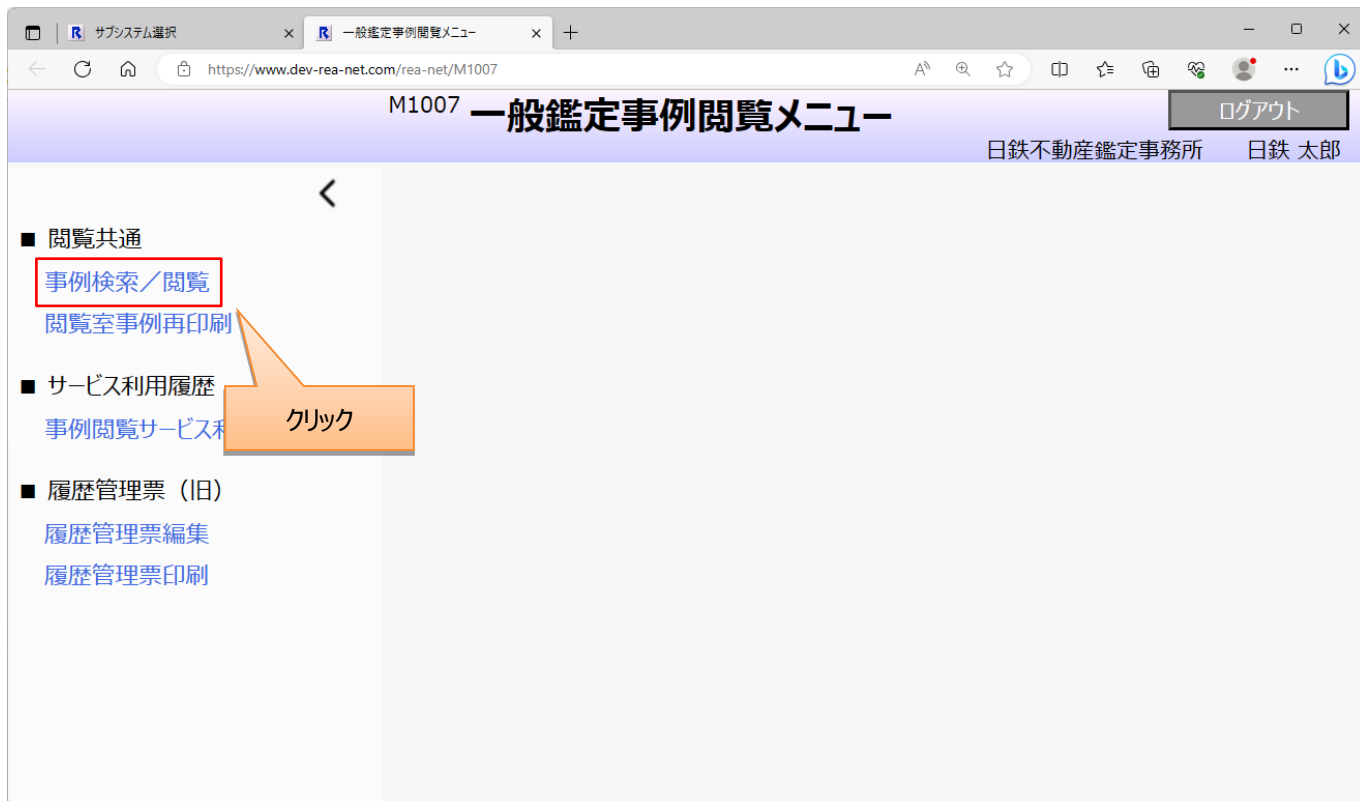 サブシステム選択
一般鑑定事例閲覧メニュー
https://www.dev-rea-net.com/rea-net/M1007
M1007 一般鑑定事例閲覧メニュー
ログアウト
日鉄不動産鑑定事務所 日鉄 太郎
■ 閲覧共通
事例検索／閲覧
閲覧室事例再印刷
■ サービス利用履歴
事例閲覧サービス
クリック
■ 履歴管理票（旧）
履歴管理票編集
履歴管理票印刷